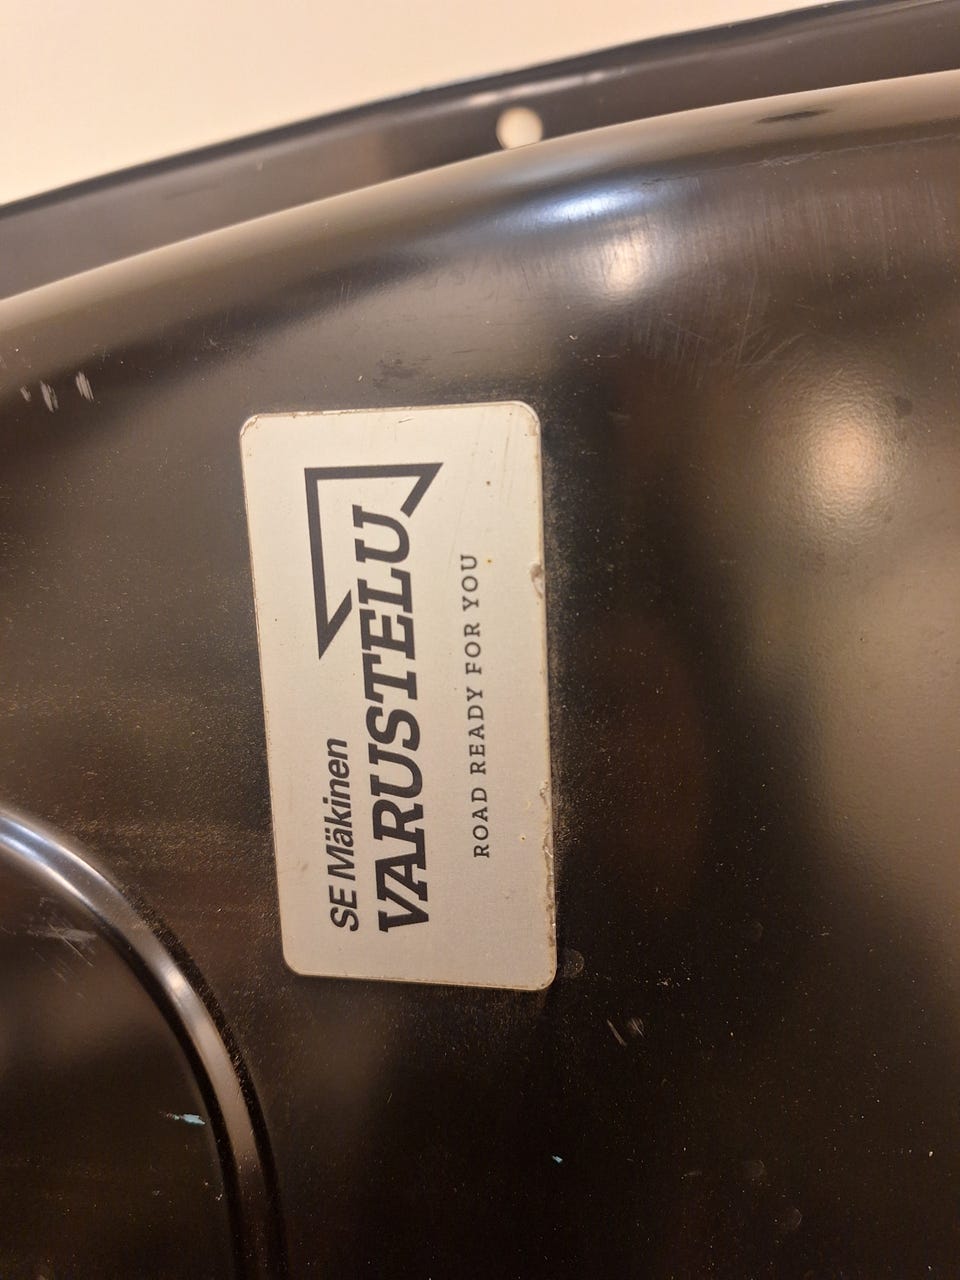 SE Mäkinen
VARUSTELU
ROAD READY FOR YOU